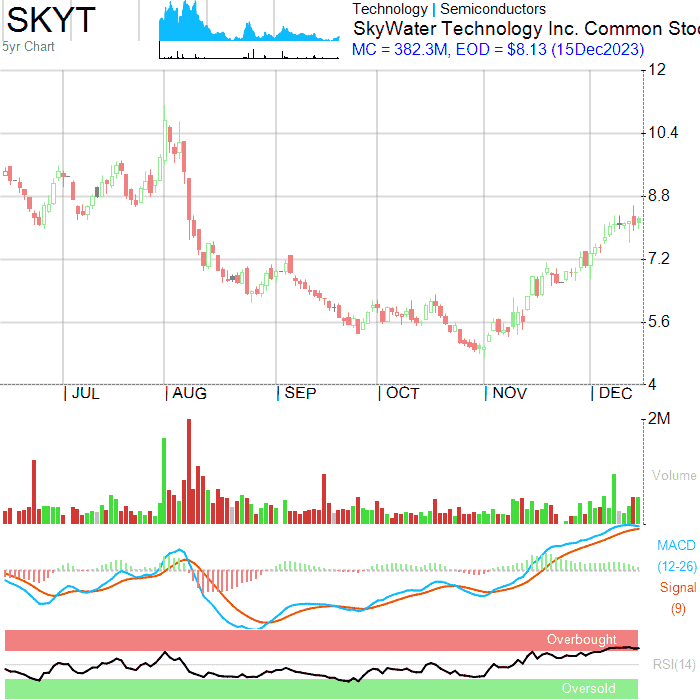 SKYT
5yr Chart
Technology | Semiconductors
SkyWater Technology Inc. Common Sto
MC = 382.3M, EOD = $8.13 (15Dec2023)
12
10.4
8.8
7.2
5.6
4
JUL AUG SEP OCT NOV DEC
2M
Volume
MACD
(12-26)
Signal
(9)
Overbought
RSI(14)
Oversold